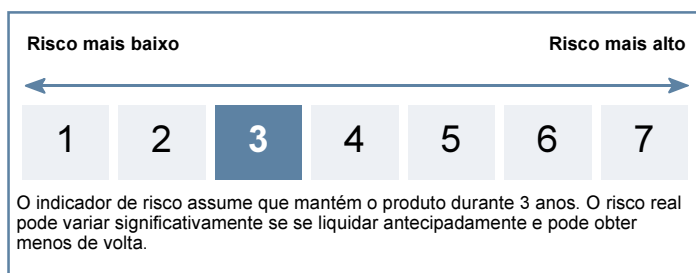 Risco mais baixo Risco mais alto
1 2 3 4 5 6 7
O indicador de risco assume que mantém o produto durante 3 anos. O risco real
pode variar significativamente se se liquidar antecipadamente e pode obter
menos de volta.